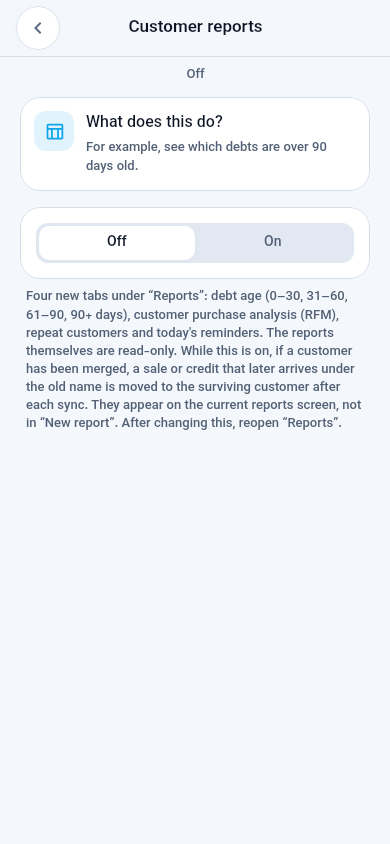 Customer reports
Off
What does this do?
For example, see which debts are over 90
days old.
Off
On
Four new tabs under “Reports”: debt age (0–30, 31–60,
61–90, 90+ days), customer purchase analysis (RFM),
repeat customers and today's reminders. The reports
themselves are read-only. While this is on, if a customer
has been merged, a sale or credit that later arrives under
the old name is moved to the surviving customer after
each sync. They appear on the current reports screen, not
in “New report”. After changing this, reopen “Reports”.